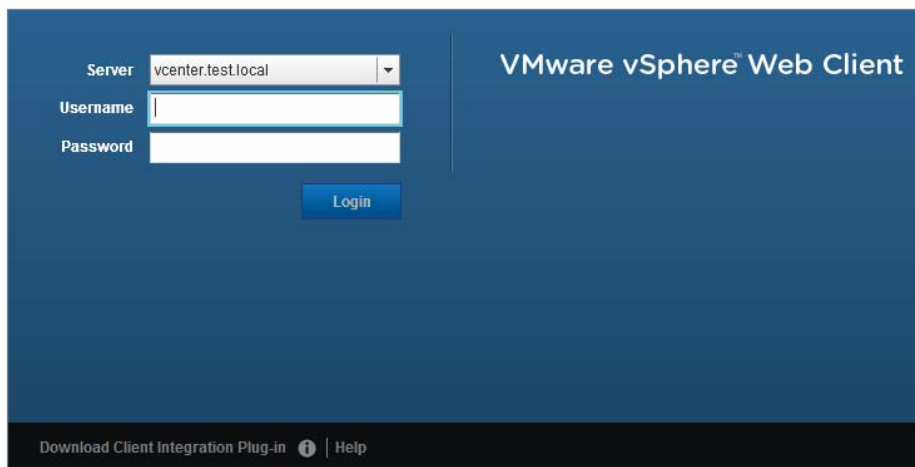 Server vcenter.test.local
Username
Password
Login
VMware vSphere™ Web Client
Download Client Integration Plug-in i | Help